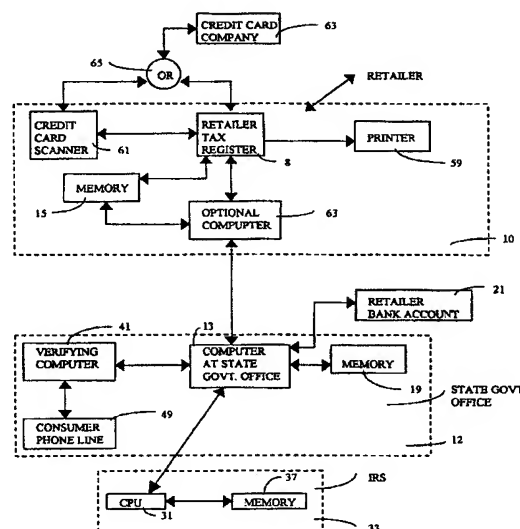 63
CREDIT CARD
COMPANY
65
OR
RETAILER
CREDIT
CARD
SCANNER
61
RETAILER
TAX
REGISTER
8
PRINTER
59
MEMORY
15
OPTIONAL
COMPUPTER
63
10
21
RETAILER
BANK ACCOUNT
41
VERIFYING
COMPUTER
13
COMPUTER
AT STATE
GOVT. OFFICE
MEMORY
19
STATE GOVT
OFFICE
49
CONSUMER
PHONE LINE
12
37
IRS
CPU
31
MEMORY
33